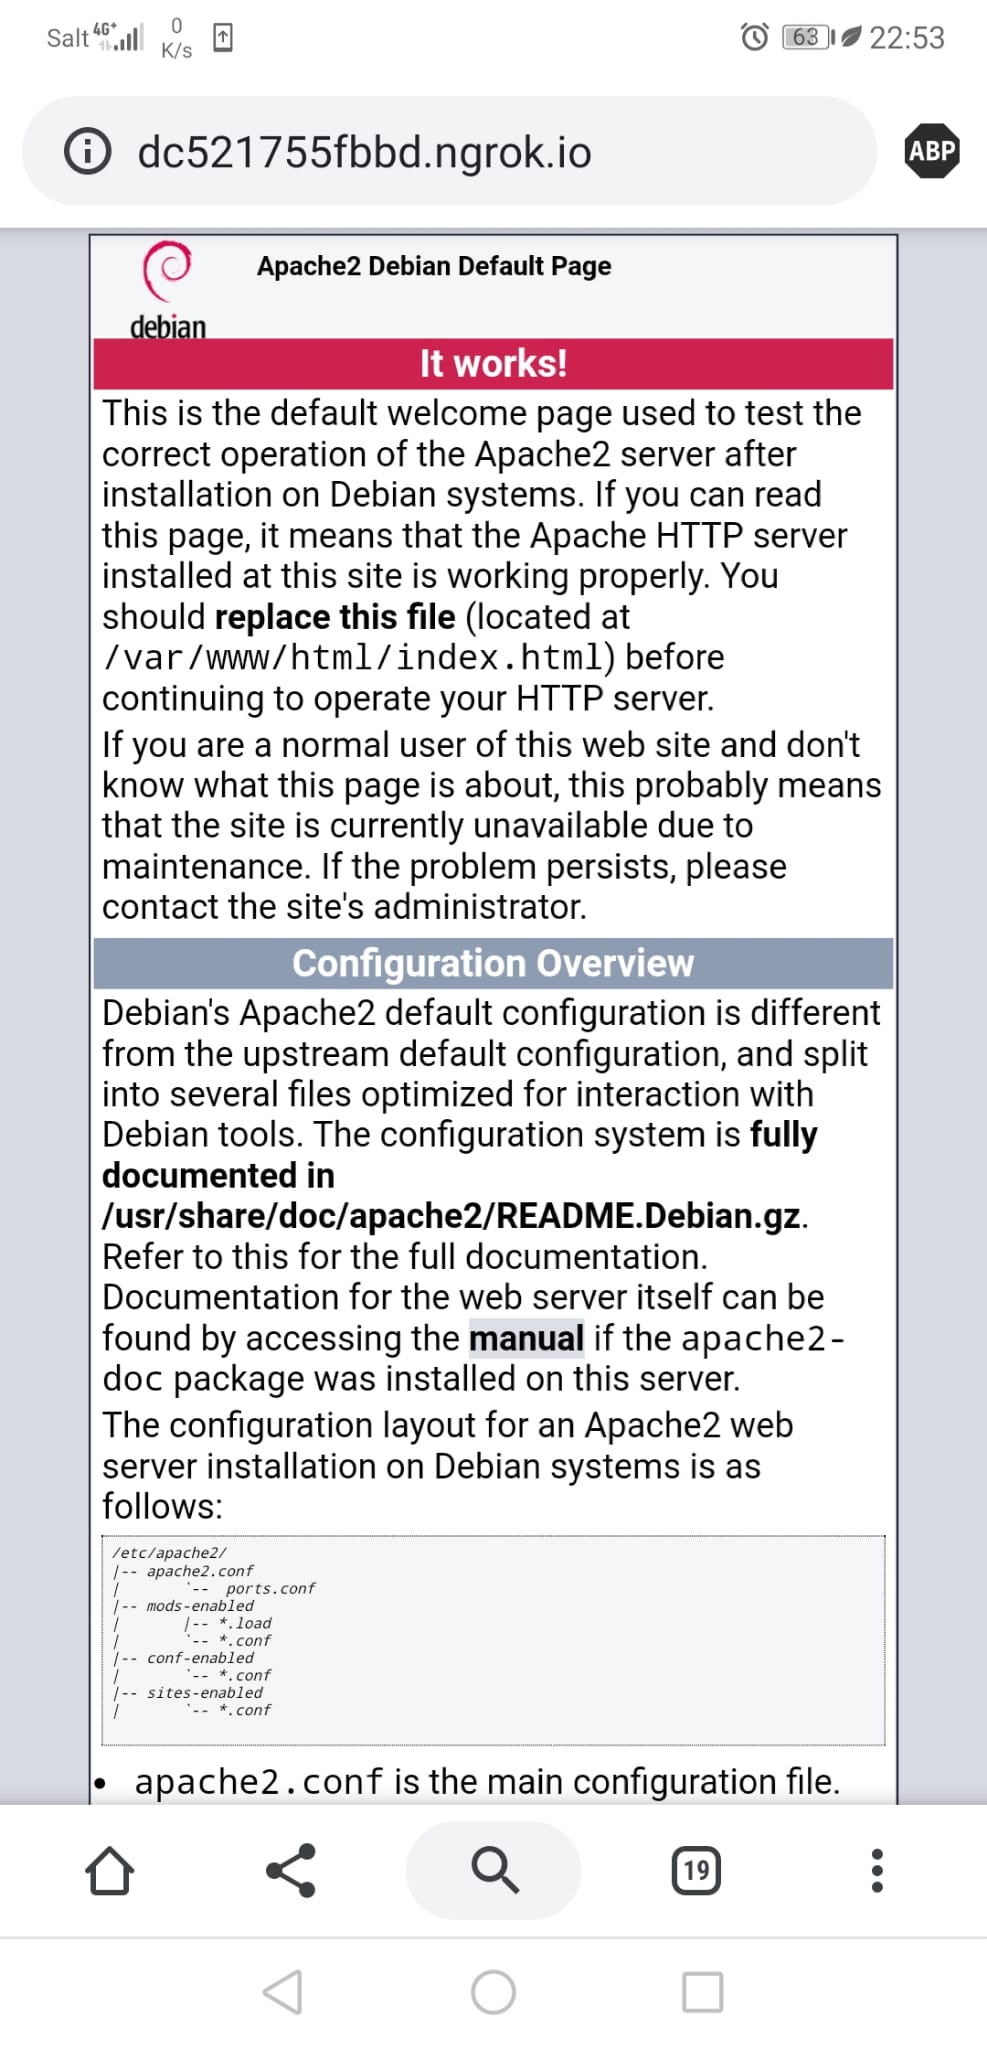 Salt 4G+ 0 K/s 63 22:53
dc521755fbbd.ngrok.io
ABP
debian
Apache2 Debian Default Page
It works!
This is the default welcome page used to test the
correct operation of the Apache2 server after
installation on Debian systems. If you can read
this page, it means that the Apache HTTP server
installed at this site is working properly. You
should replace this file (located at
/var/www/html/index.html) before
continuing to operate your HTTP server.
If you are a normal user of this web site and don't
know what this page is about, this probably means
that the site is currently unavailable due to
maintenance. If the problem persists, please
contact the site's administrator.
Configuration Overview
Debian's Apache2 default configuration is different
from the upstream default configuration, and split
into several files optimized for interaction with
Debian tools. The configuration system is fully
documented in
/usr/share/doc/apache2/README.Debian.gz.
Refer to this for the full documentation.
Documentation for the web server itself can be
found by accessing the manual if the apache2-
doc package was installed on this server.
The configuration layout for an Apache2 web
server installation on Debian systems is as
follows:
/etc/apache2/
|-- apache2.conf
|       `--  ports.conf
|-- mods-enabled
|       |-- *.load
|       `-- *.conf
|-- conf-enabled
|       `-- *.conf
|-- sites-enabled
|       `-- *.conf
• apache2.conf is the main configuration file.
19